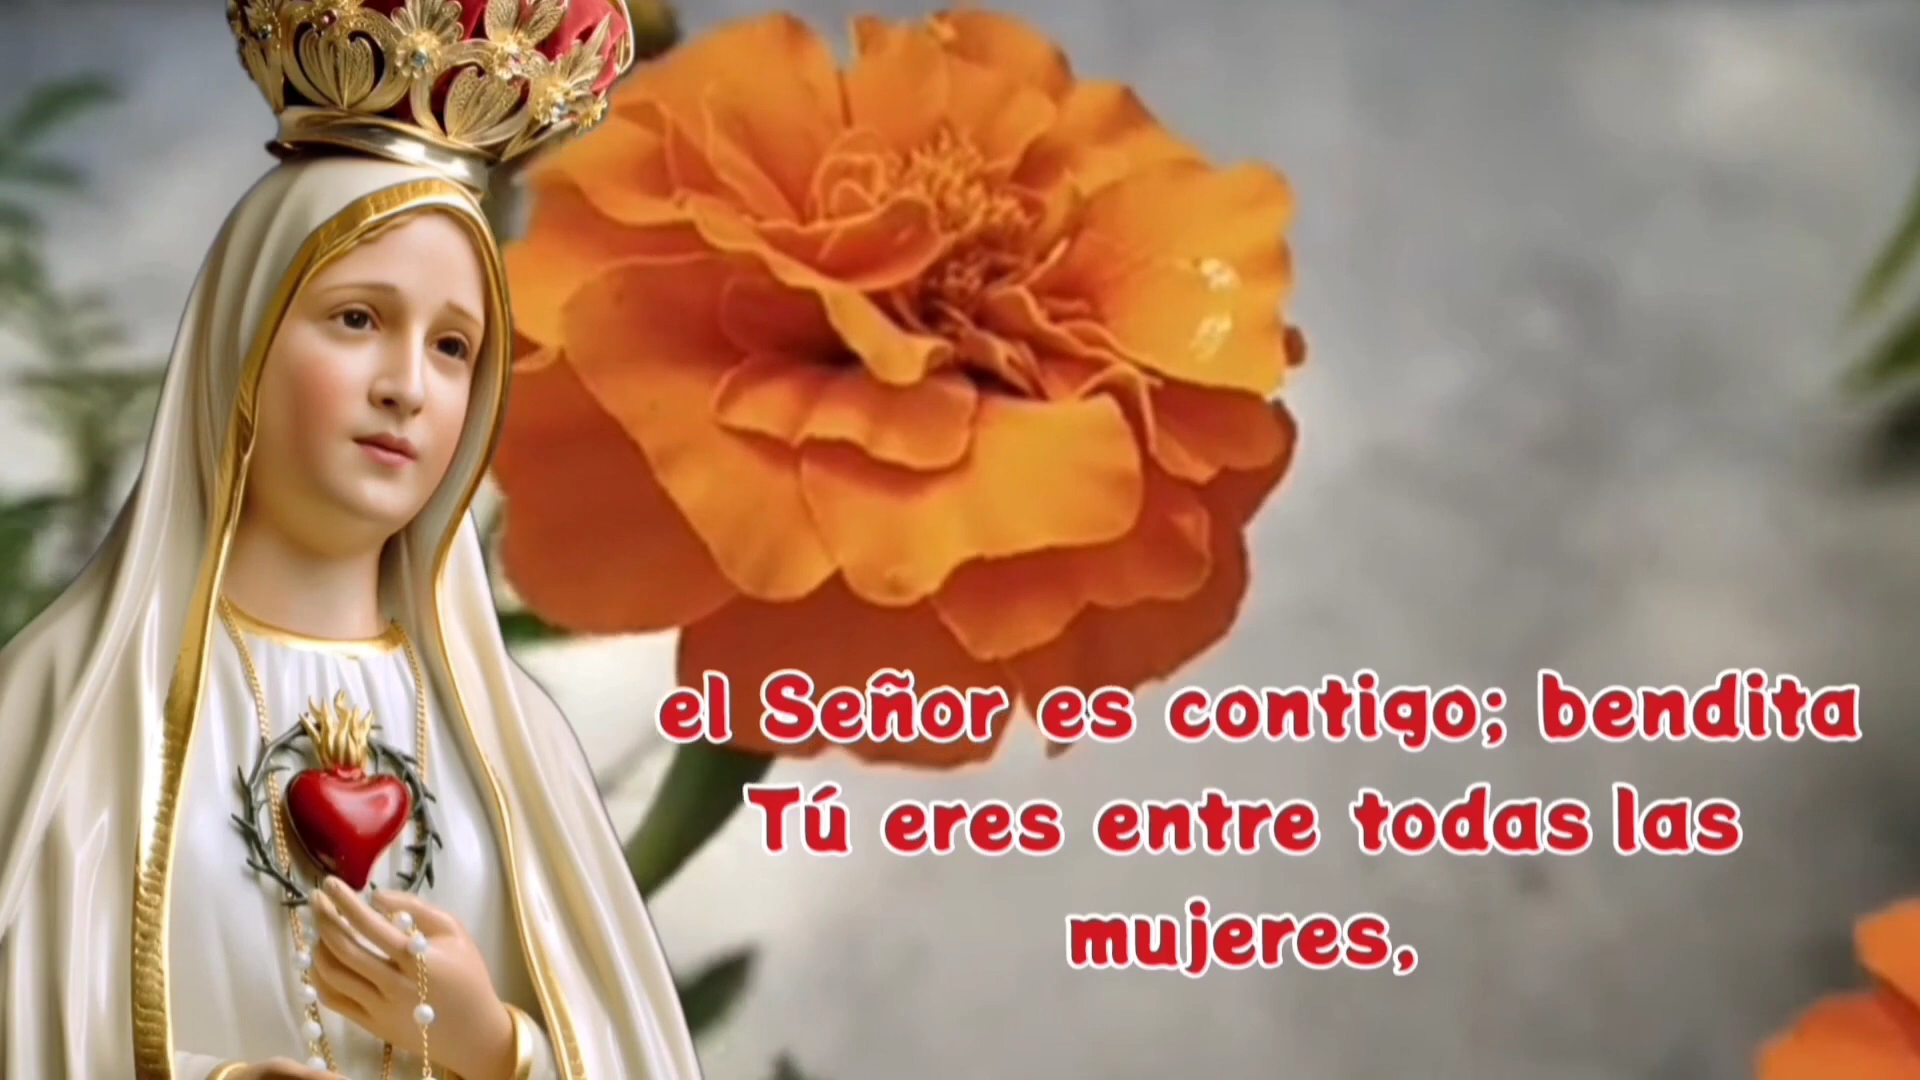 el Señor es contigo; bendita
Tú eres entre todas las
mujeres,